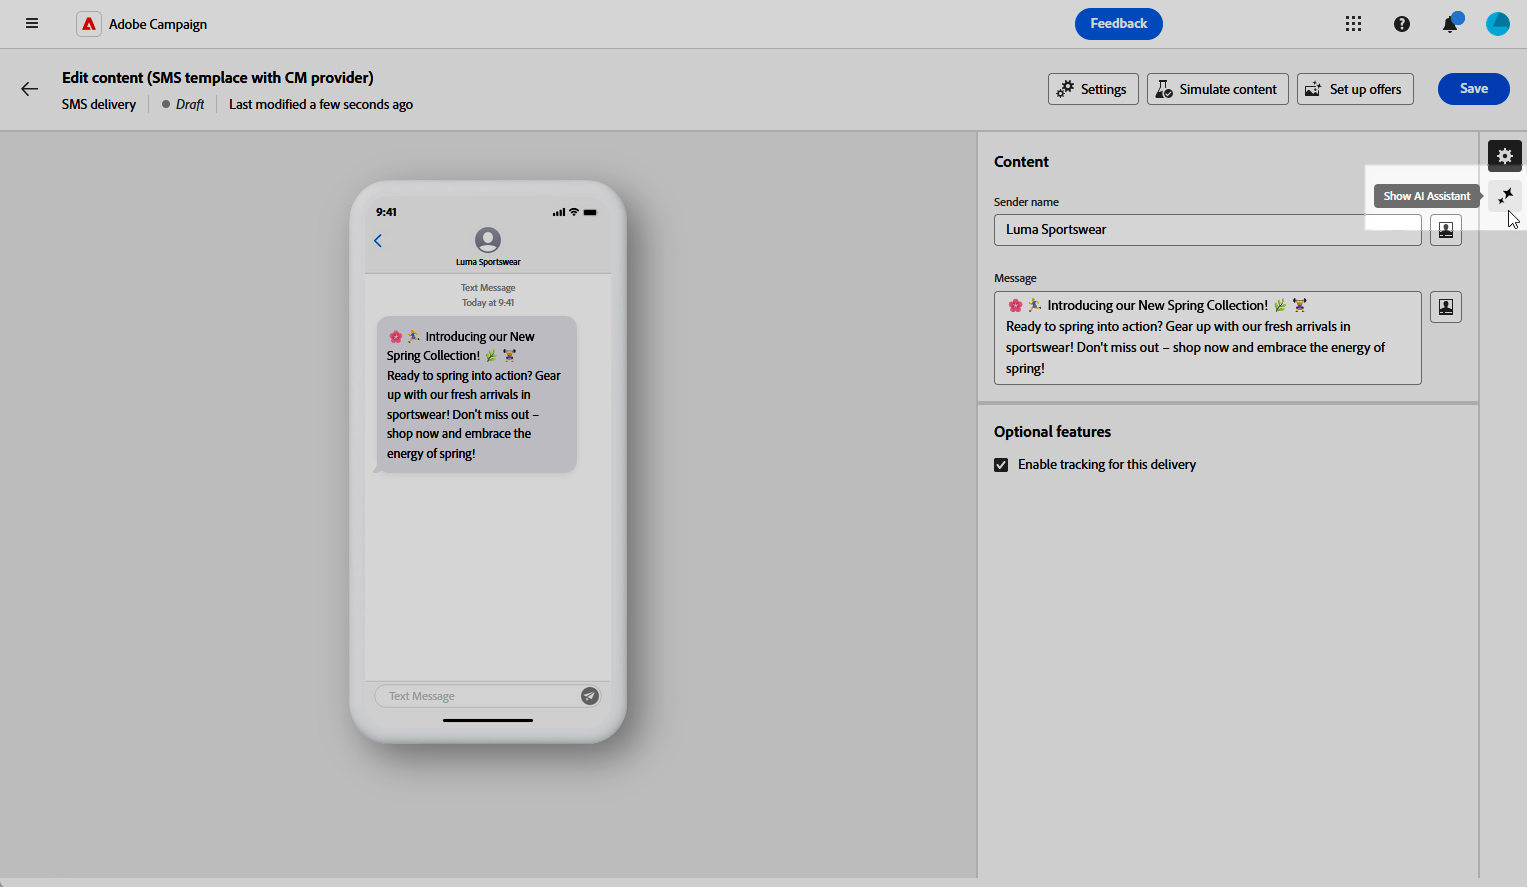 Adobe Campaign
Feedback
Edit content (SMS templace with CM provider)
SMS delivery
Draft
Last modified a few seconds ago
Settings
Simulate content
Set up offers
Save
9:41
Luma Sportswear
Text Message
Today at 9:41
🌸 🏃 Introducing our New
Spring Collection! 🌿 🏋️
Ready to spring into action? Gear
up with our fresh arrivals in
sportswear! Don't miss out –
shop now and embrace the
energy of spring!
Text Message
Content
Show AI Assistant
Sender name
Luma Sportswear
Message
🌸 🏃 Introducing our New Spring Collection! 🌿 🏋️
Ready to spring into action? Gear up with our fresh arrivals in
sportswear! Don't miss out – shop now and embrace the energy of
spring!
Optional features
Enable tracking for this delivery